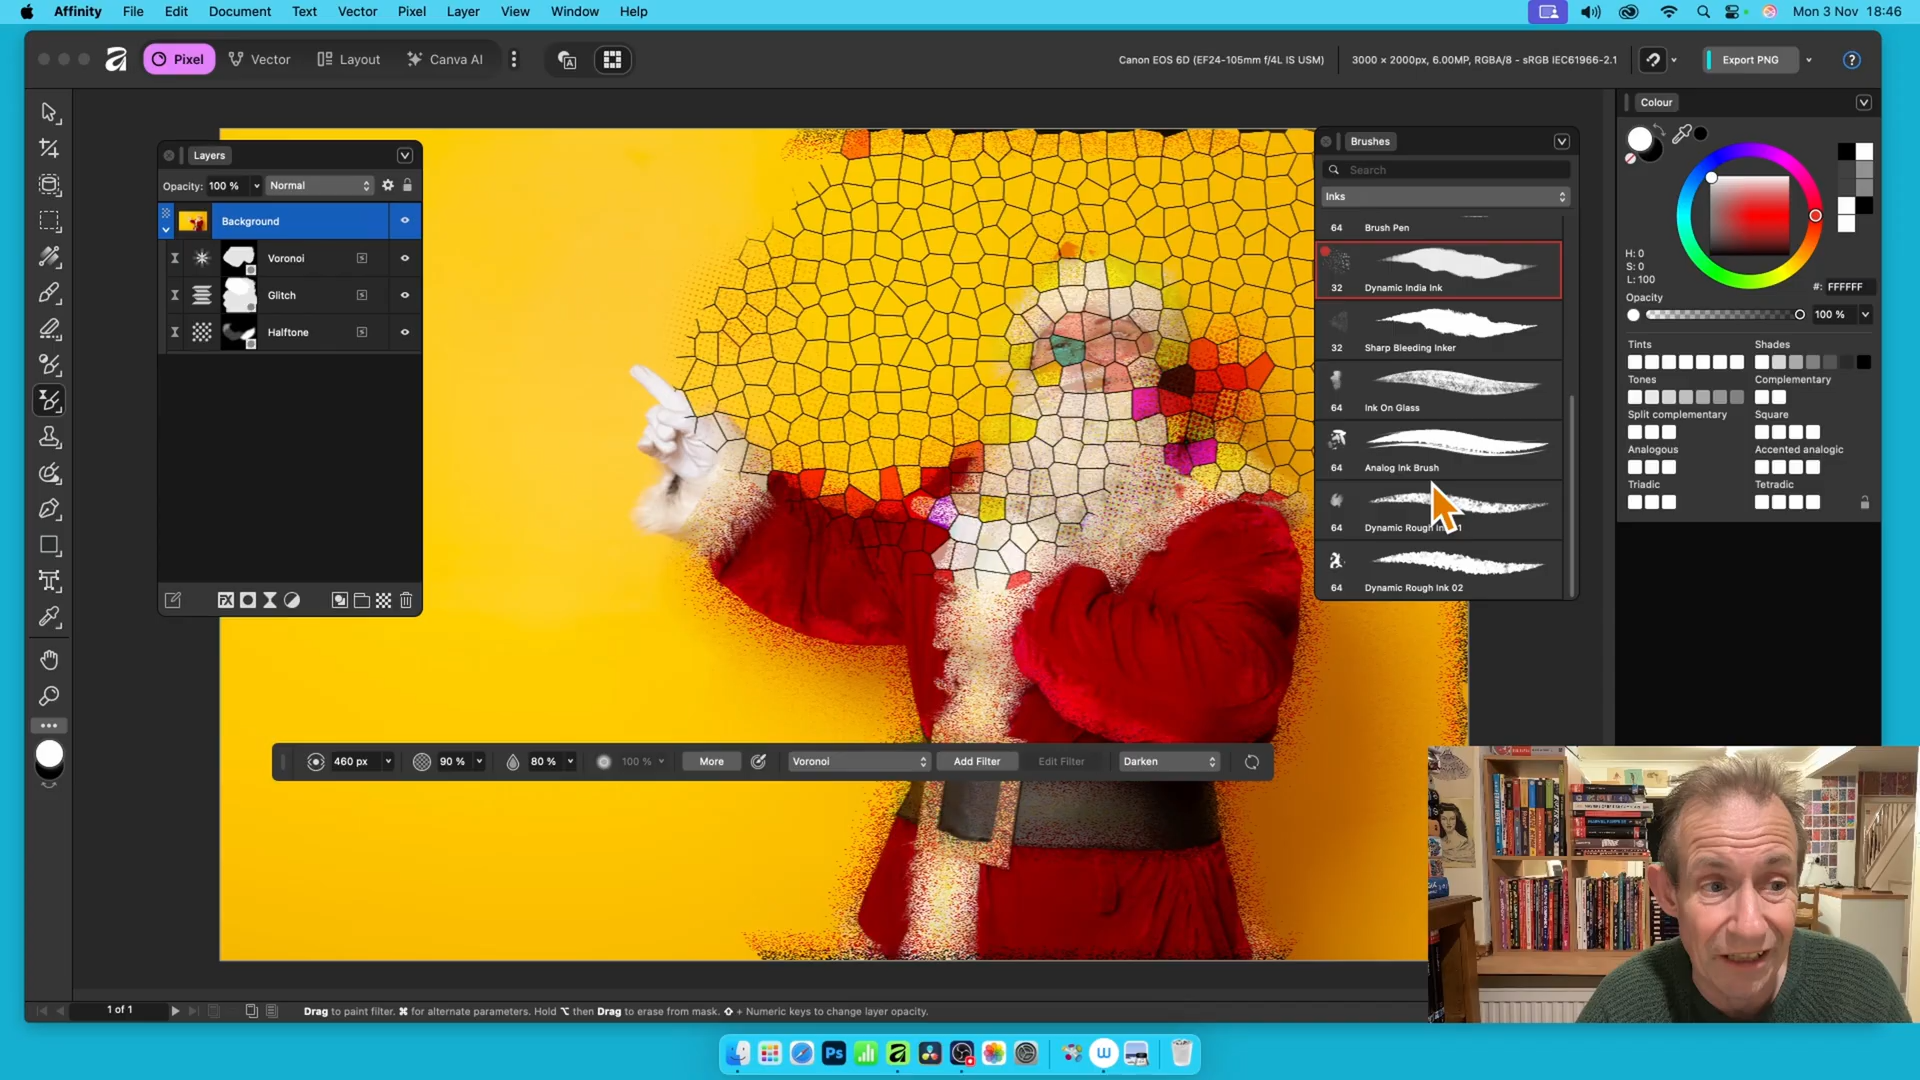 Affinity File Edit Document Text Vector Pixel Layer View Window Help Mon 3 Nov 18:46
Pixel Vector Layout Canva AI Canon EOS 6D (EF24-105mm f/4L IS USM) 3000 x 2000px, 6.00MP, RGBA/8 - sRGB IEC61966-2.1 Export PNG
Layers
Opacity: 100 % Normal
Background
Voronoi
Glitch
Halftone
FX
Brushes
Search
Inks
64 Brush Pen
32 Dynamic India Ink
32 Sharp Bleeding Inker
64 Ink On Glass
64 Analog Ink Brush
64 Dynamic Rough In
64 Dynamic Rough Ink 02
Colour
H: 0
S: 0
L: 100
#: FFFFFF
Opacity
100 %
Tints Shades
Tones Complementary
Split complementary Square
Analogous Accented analogic
Triadic Tetradic
460 px 90 % 80 % 100 % More Voronoi Add Filter Edit Filter Darken
1 of 1 Drag to paint filter. ⌘ for alternate parameters. Hold ⌥ then Drag to erase from mask. ⇧ + Numeric keys to change layer opacity.
Ps